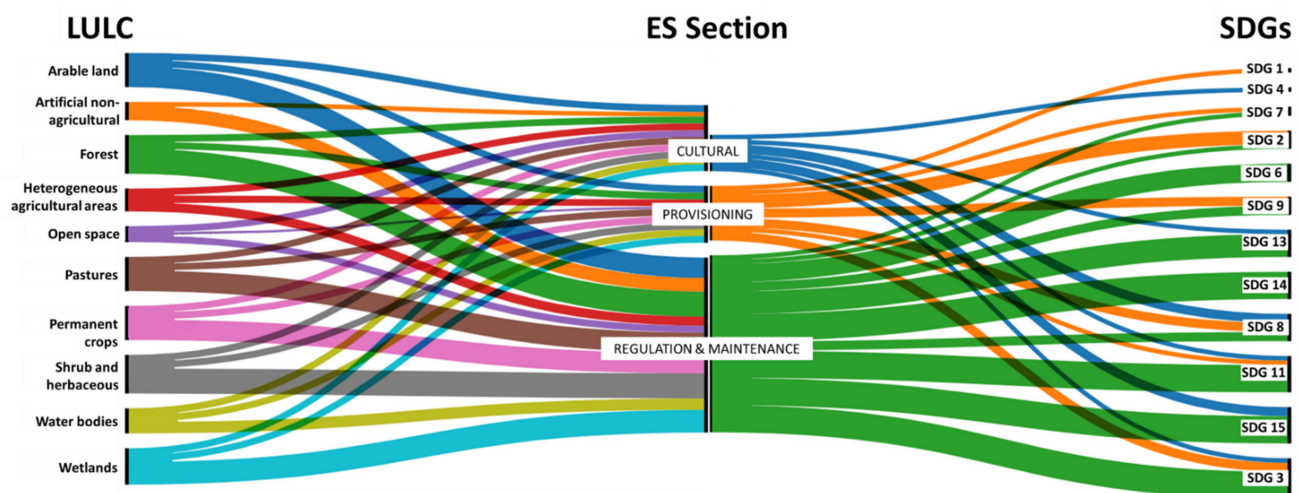 LULC
ES Section
SDGs
Arable land
Artificial non-
agricultural
Forest
Heterogeneous
agricultural areas
Open space
Pastures
Permanent
crops
Shrub and
herbaceous
Water bodies
Wetlands
CULTURAL
PROVISIONING
REGULATION & MAINTENANCE
SDG 1
SDG 4
SDG 7
SDG 2
SDG 6
SDG 9
SDG 13
SDG 14
SDG 8
SDG 11
SDG 15
SDG 3